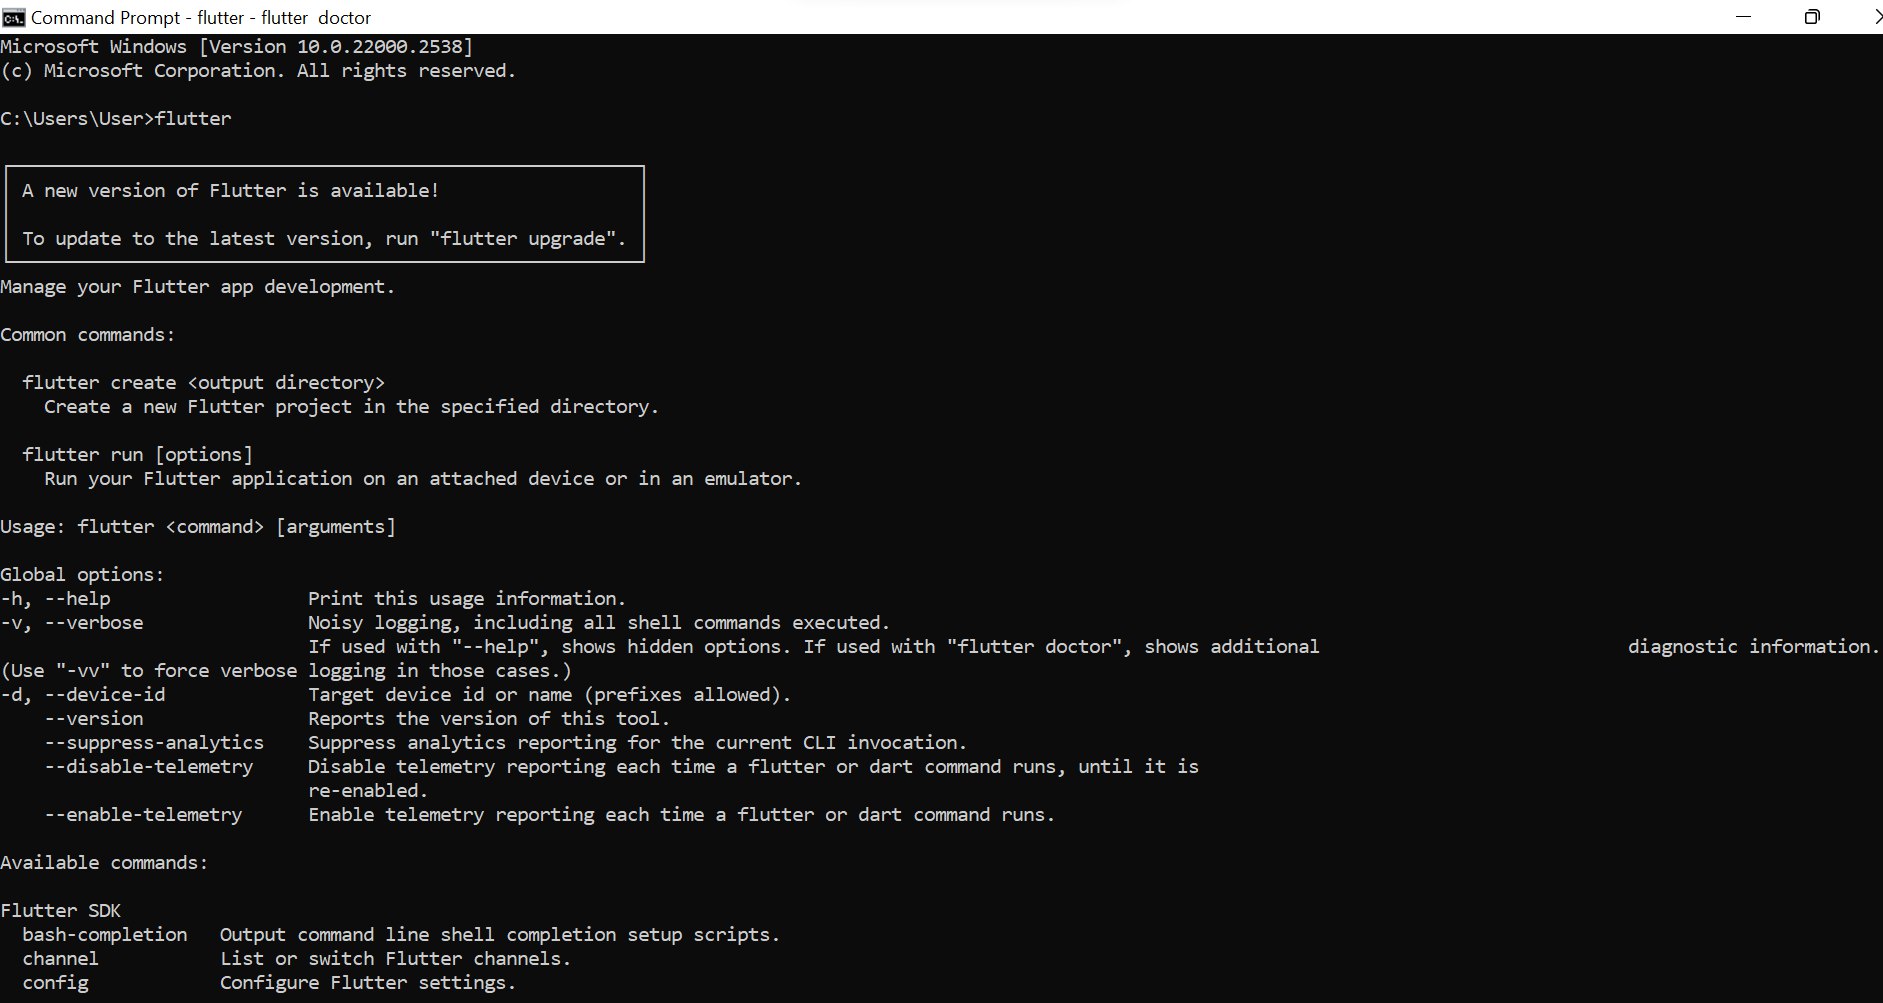 Command Prompt - flutter - flutter  doctor
Microsoft Windows [Version 10.0.22000.2538]
(c) Microsoft Corporation. All rights reserved.
C:\Users\User>flutter
A new version of Flutter is available!
To update to the latest version, run "flutter upgrade".
Manage your Flutter app development.
Common commands:
flutter create <output directory>
Create a new Flutter project in the specified directory.
flutter run [options]
Run your Flutter application on an attached device or in an emulator.
Usage: flutter <command> [arguments]
Global options:
-h, --help                  Print this usage information.
-v, --verbose               Noisy logging, including all shell commands executed.
If used with "--help", shows hidden options. If used with "flutter doctor", shows additional                            diagnostic information.
(Use "-vv" to force verbose logging in those cases.)
-d, --device-id             Target device id or name (prefixes allowed).
--version               Reports the version of this tool.
--suppress-analytics    Suppress analytics reporting for the current CLI invocation.
--disable-telemetry     Disable telemetry reporting each time a flutter or dart command runs, until it is
re-enabled.
--enable-telemetry      Enable telemetry reporting each time a flutter or dart command runs.
Available commands:
Flutter SDK
bash-completion   Output command line shell completion setup scripts.
channel           List or switch Flutter channels.
config            Configure Flutter settings.